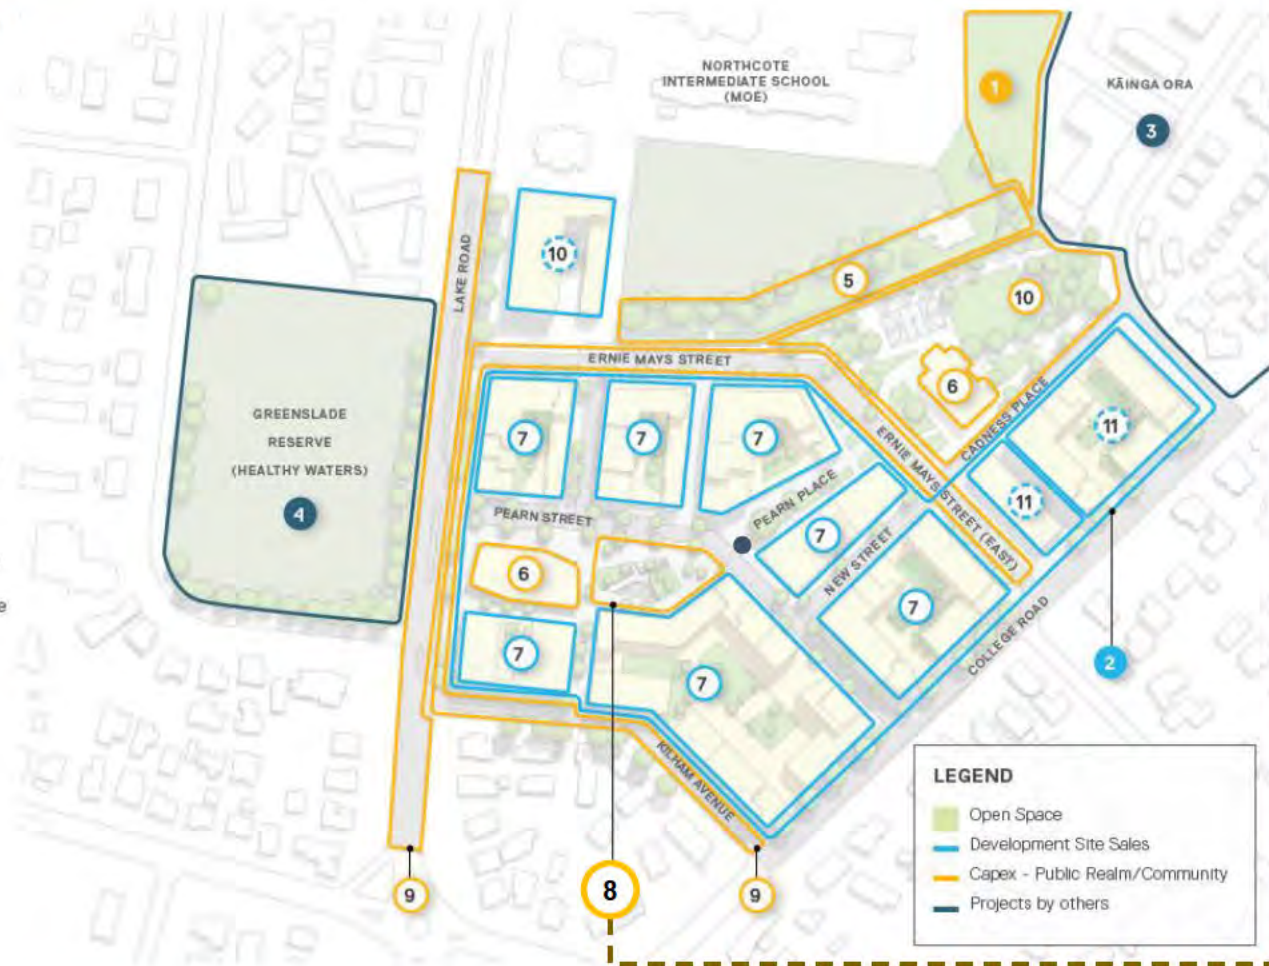 NORTHCOTE
INTERMEDIATE SCHOOL
(MOE)
1
KĀINGA ORA
3
LAKE ROAD
10
5
10
ERNIE MAYS STREET
6
CADNESS PLACE
GREENSLADE
RESERVE
(HEALTHY WATERS)
4
7
7
7
11
11
ERNIE MAYS STREET (EAST)
PEARN STREET
PEARN PLACE
7
NEW STREET
6
7
7
7
COLLEGE ROAD
2
KILHAM AVENUE
e
9
8
9
LEGEND
Open Space
Development Site Sales
Capex - Public Realm/Community
Projects by others